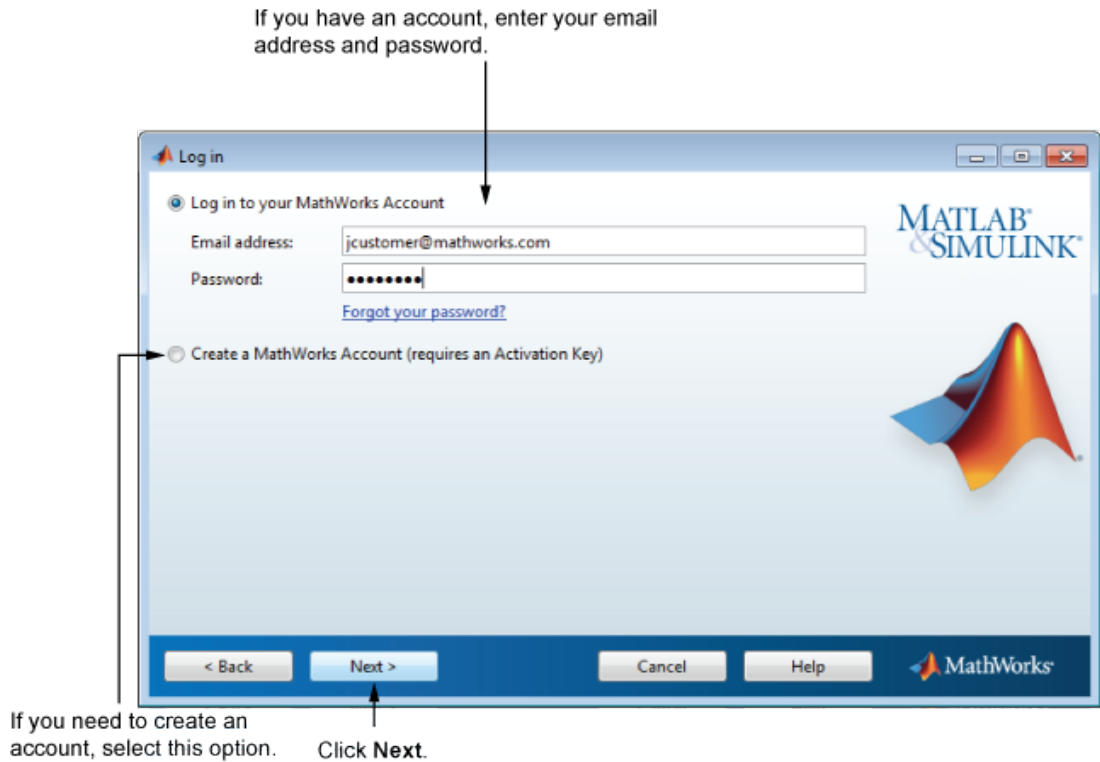 If you have an account, enter your email
address and password.
Log in
Log in to your MathWorks Account
MATLAB®
&SIMULINK®
Email address: jcustomer@mathworks.com
Password: ••••••••
Forgot your password?
Create a MathWorks Account (requires an Activation Key)
®
< Back Next > Cancel Help MathWorks®
If you need to create an
account, select this option.
Click Next.